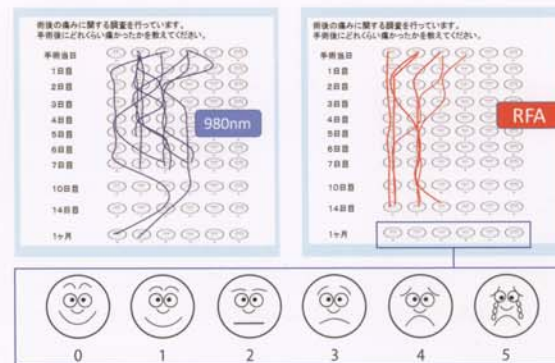 術後の痛みに関する調査を行っています。
手術後にどれくらい痛かったかを教えてください。
手術当日
1日目
2日目
3日目
4日目
5日目
6日目
7日目
10日目
14日目
1ヶ月
980nm
術後の痛みに関する調査を行っています。
手術後にどれくらい痛かったかを教えてください。
手術当日
1日目
2日目
3日目
4日目
5日目
6日目
7日目
10日目
14日目
1ヶ月
RFA
0 1 2 3 4 5